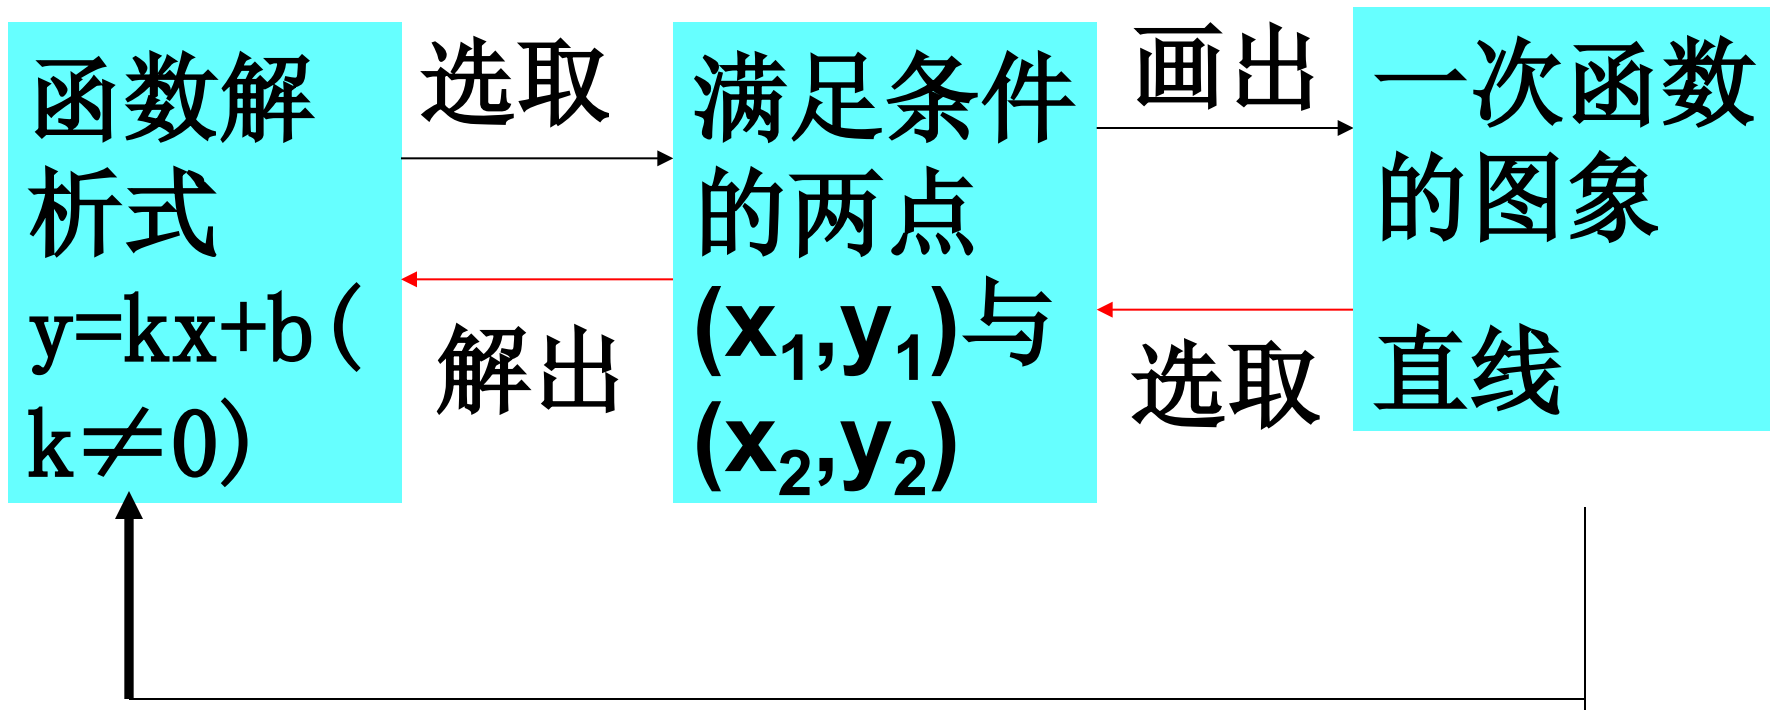 函数解
析式
y=kx+b(
k≠0)
选取
解出
满足条件
的两点
(x₁,y₁)与
(x₂,y₂)
画出
选取
一次函数
的图象
直线